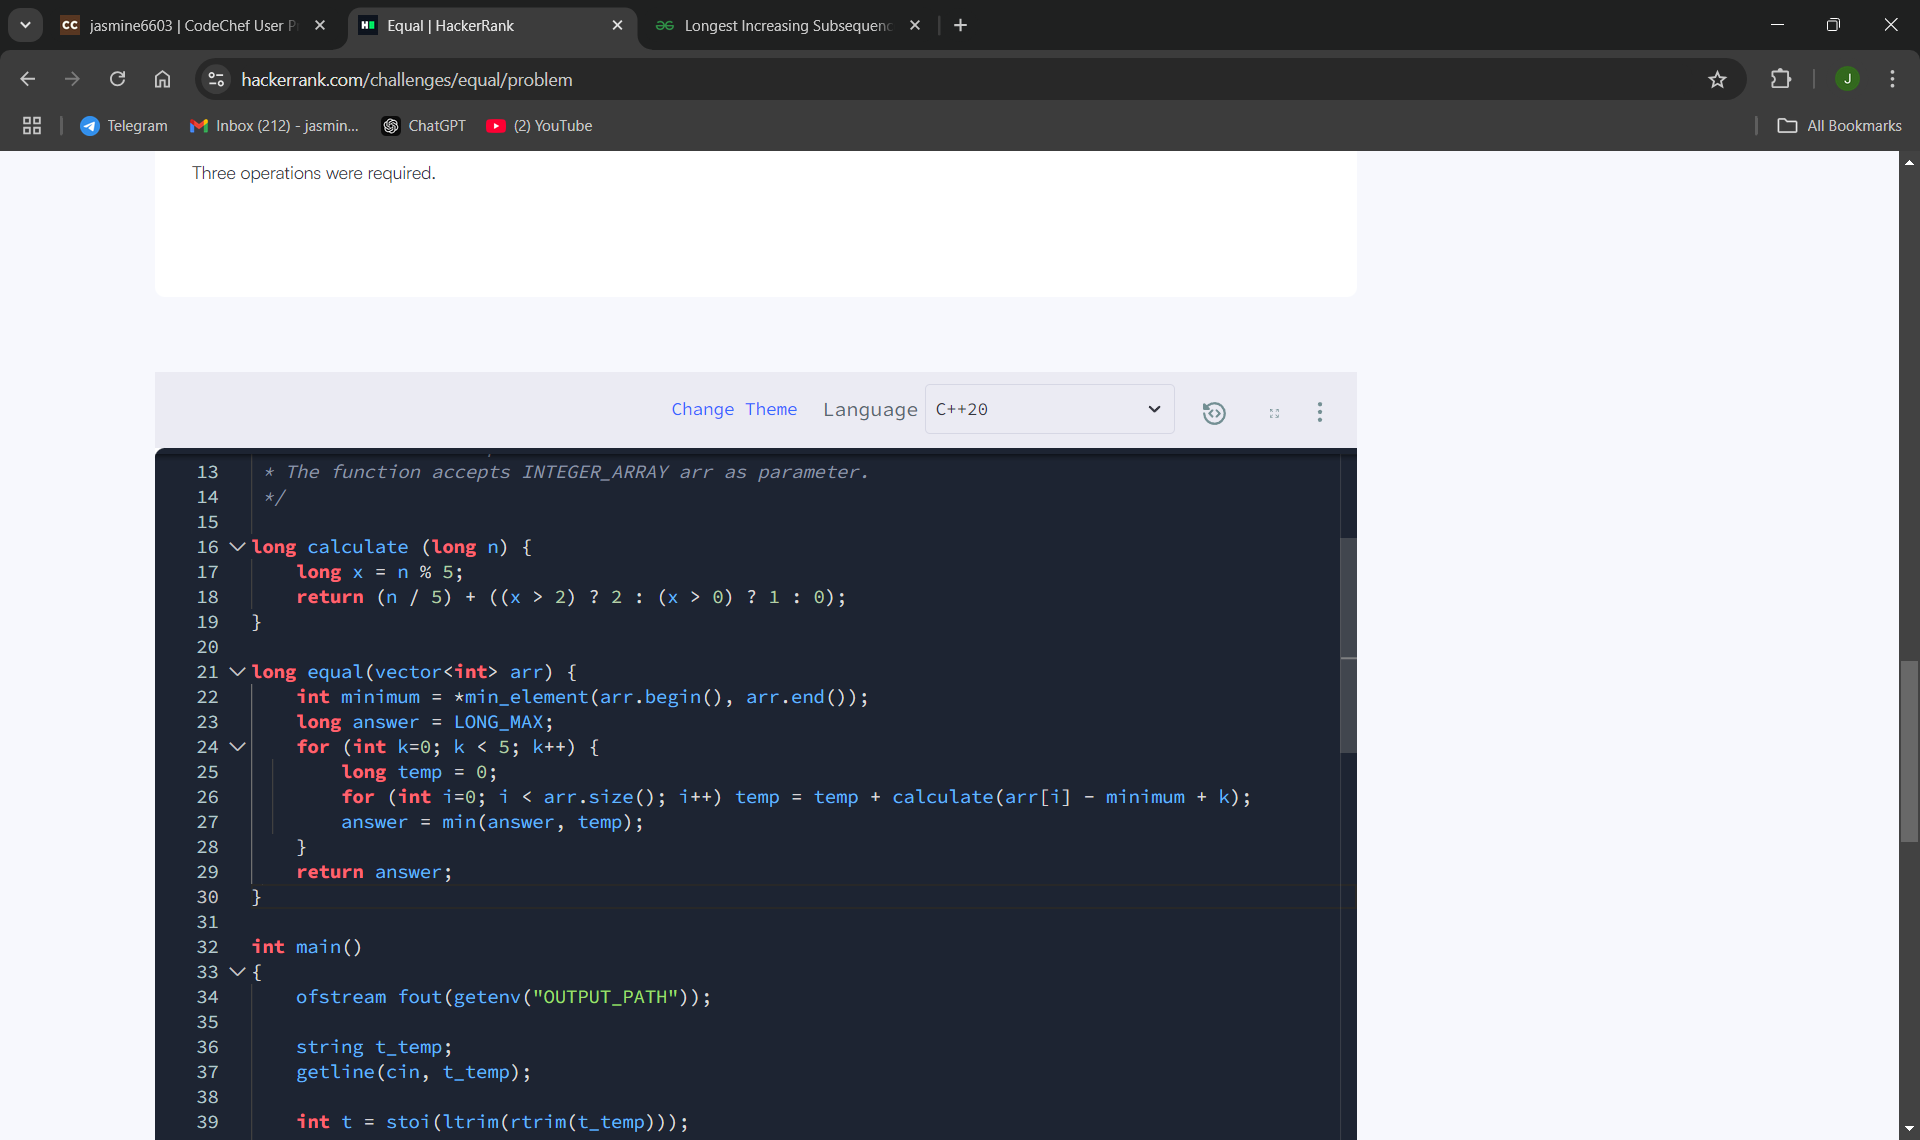 jasmine6603 | CodeChef User P
Equal | HackerRank
Longest Increasing Subsequenc
hackerrank.com/challenges/equal/problem
J
Telegram
Inbox (212) - jasmin...
ChatGPT
(2) YouTube
All Bookmarks
Three operations were required.
Change Theme
Language
C++20
13 * The function accepts INTEGER_ARRAY arr as parameter.
14 */
15
16 long calculate (long n) {
17     long x = n % 5;
18     return (n / 5) + ((x > 2) ? 2 : (x > 0) ? 1 : 0);
19 }
20
21 long equal(vector<int> arr) {
22     int minimum = *min_element(arr.begin(), arr.end());
23     long answer = LONG_MAX;
24     for (int k=0; k < 5; k++) {
25         long temp = 0;
26         for (int i=0; i < arr.size(); i++) temp = temp + calculate(arr[i] - minimum + k);
27         answer = min(answer, temp);
28     }
29     return answer;
30 }
31
32 int main()
33 {
34     ofstream fout(getenv("OUTPUT_PATH"));
35
36     string t_temp;
37     getline(cin, t_temp);
38
39     int t = stoi(ltrim(rtrim(t_temp)));